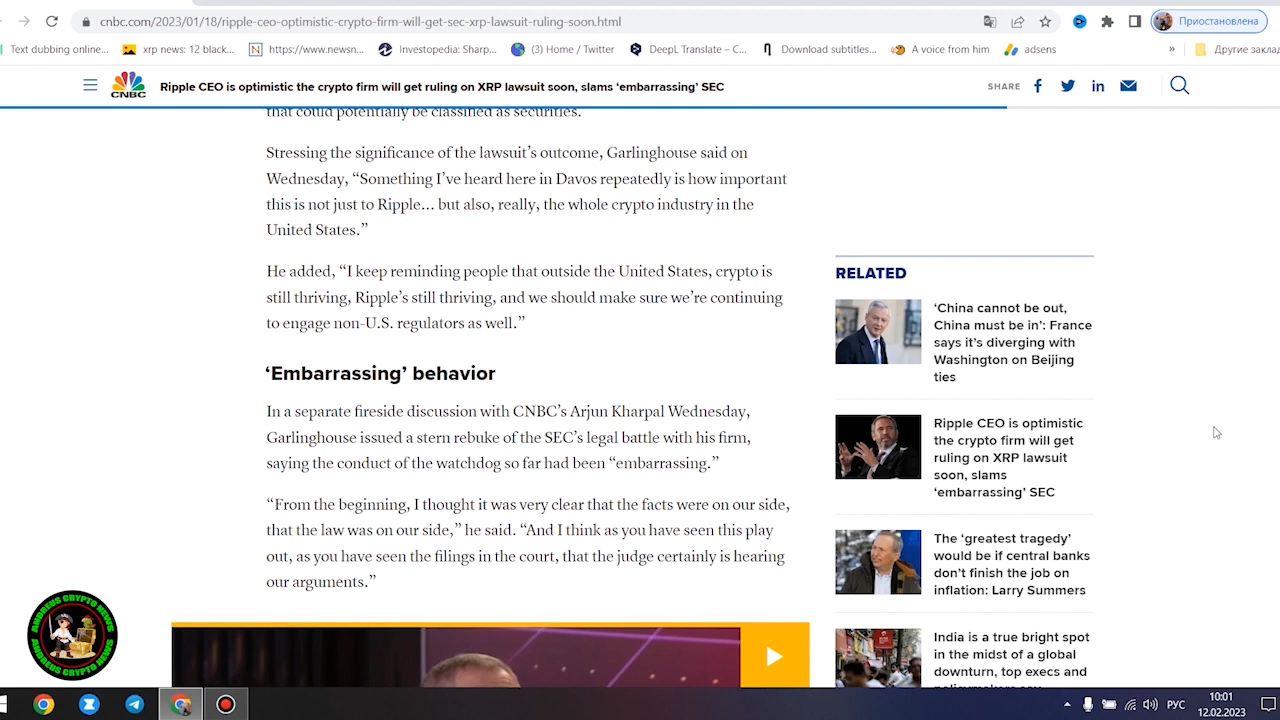 cnbc.com/2023/01/18/ripple-ceo-optimistic-crypto-firm-will-get-sec-xrp-lawsuit-ruling-soon.html
Приостановлена
Text dubbing online...
xrp news: 12 black...
https://www.newsn...
Investopedia: Sharp...
(3) Home / Twitter
DeepL Translate – C...
Download subtitles...
A voice from him
adsens
»
Другие заклад
CNBC
Ripple CEO is optimistic the crypto firm will get ruling on XRP lawsuit soon, slams ‘embarrassing’ SEC
SHARE
that could potentially be classified as securities.
Stressing the significance of the lawsuit’s outcome, Garlinghouse said on
Wednesday, “Something I’ve heard here in Davos repeatedly is how important
this is not just to Ripple… but also, really, the whole crypto industry in the
United States.”
He added, “I keep reminding people that outside the United States, crypto is
still thriving, Ripple’s still thriving, and we should make sure we’re continuing
to engage non-U.S. regulators as well.”
‘Embarrassing’ behavior
In a separate fireside discussion with CNBC’s Arjun Kharpal Wednesday,
Garlinghouse issued a stern rebuke of the SEC’s legal battle with his firm,
saying the conduct of the watchdog so far had been “embarrassing.”
“From the beginning, I thought it was very clear that the facts were on our side,
that the law was on our side,” he said. “And I think as you have seen this play
out, as you have seen the filings in the court, that the judge certainly is hearing
our arguments.”
RELATED
‘China cannot be out,
China must be in’: France
says it’s diverging with
Washington on Beijing
ties
Ripple CEO is optimistic
the crypto firm will get
ruling on XRP lawsuit
soon, slams
‘embarrassing’ SEC
The ‘greatest tragedy’
would be if central banks
don’t finish the job on
inflation: Larry Summers
India is a true bright spot
in the midst of a global
downturn, top execs and
ANDREUS CRYPTO NEWS
ANDREUS CRYPTO NEWS
РУС
10:01
12.02.2023